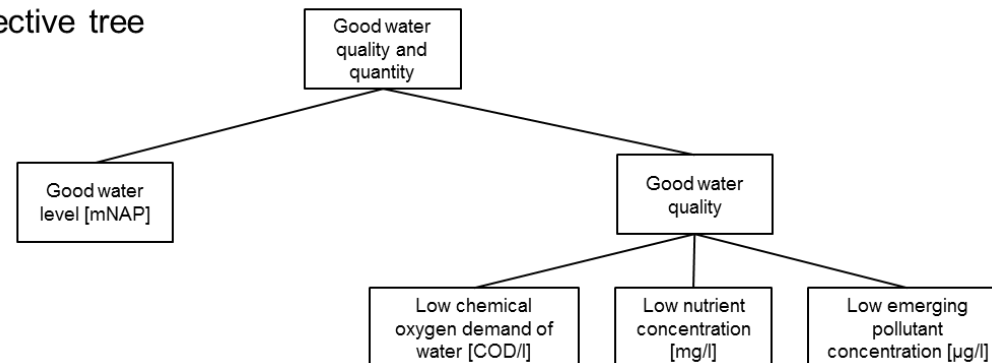 ective tree
Good water
quality and
quantity
Good water
level [mNAP]
Good water
quality
Low chemical
oxygen demand of
water [COD/l]
Low nutrient
concentration
[mg/l]
Low emerging
pollutant
concentration [µg/l]